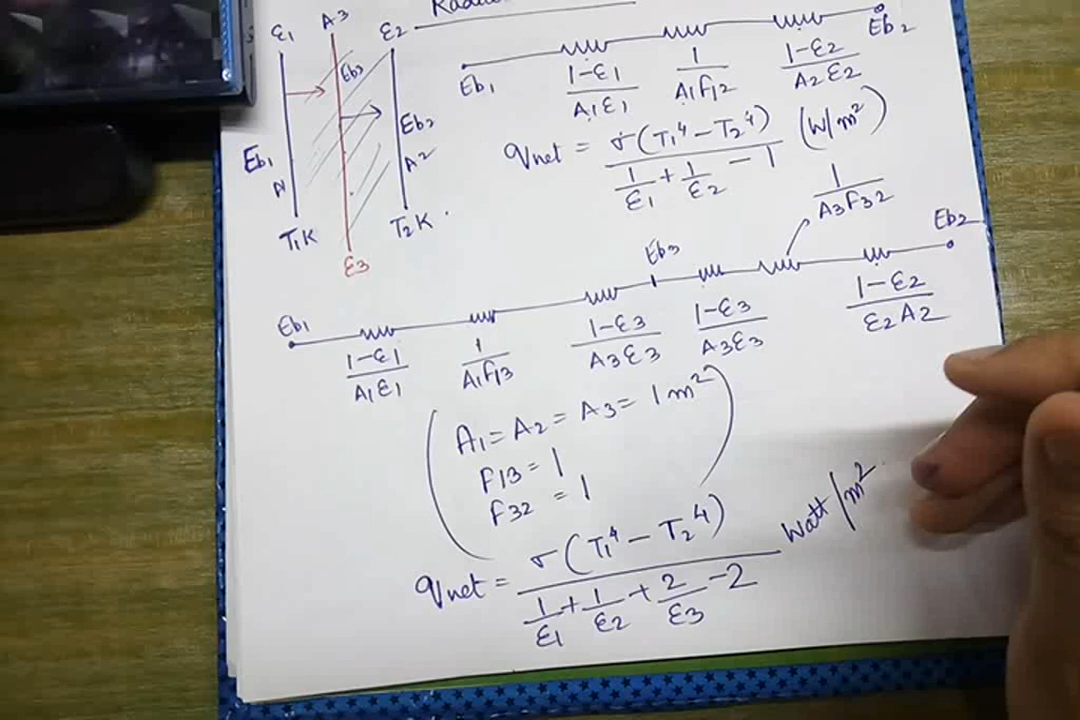 ε1 A3 ε2
Eb3
Eb1 Eb2
A2
T1K T2K
ε3
Eb1 Eb2
(1-ε1)/(A1ε1) 1/(A1F12) (1-ε2)/(A2ε2)
qnet = σ(T1⁴ - T2⁴)/(1/ε1 + 1/ε2 - 1) (W/m²)
1/(A3F32)
Eb1 Eb3 Eb2
(1-ε1)/(A1ε1) 1/(A1F13) (1-ε3)/(A3ε3) (1-ε3)/(A3ε3) (1-ε2)/(ε2A2)
A1 = A2 = A3 = 1m²
F13 = 1
F32 = 1
qnet = σ(T1⁴ - T2⁴)/(1/ε1 + 1/ε2 + 2/ε3 - 2) Watt/m²